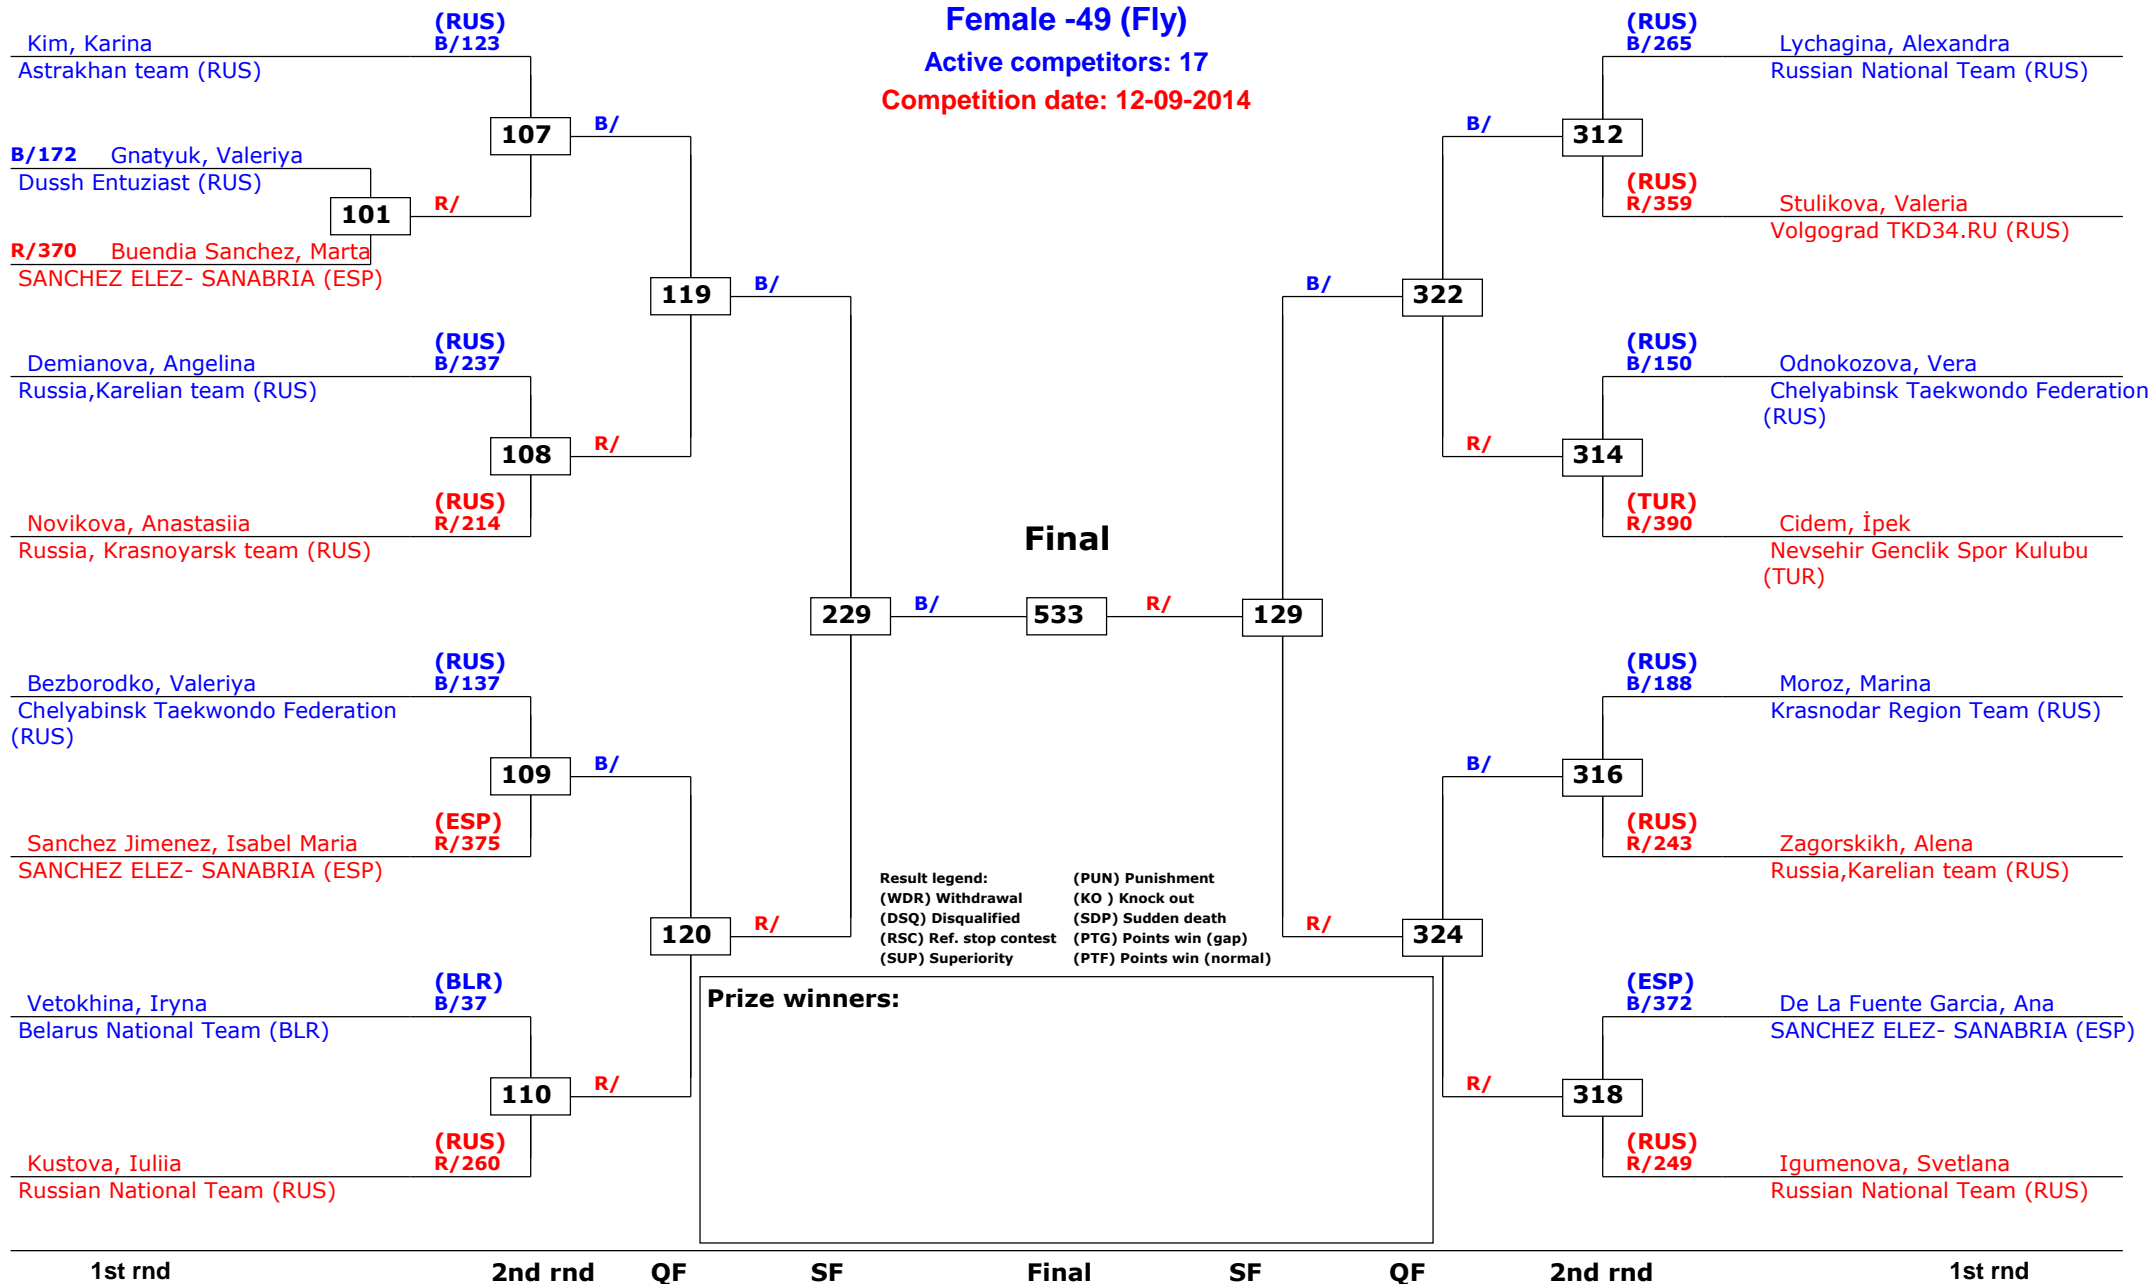 Female -49 (Fly)
Active competitors: 17
Competition date: 12-09-2014
(RUS)
Kim, Karina B/123
Astrakhan team (RUS)
107
B/
B/172 Gnatyuk, Valeriya
Dussh Entuziast (RUS)
101
R/
R/370 Buendia Sanchez, Marta
SANCHEZ ELEZ- SANABRIA (ESP)
119
B/
(RUS)
Demianova, Angelina B/237
Russia,Karelian team (RUS)
108
R/
(RUS)
Novikova, Anastasiia R/214
Russia, Krasnoyarsk team (RUS)
229
B/
(RUS)
Bezborodko, Valeriya B/137
Chelyabinsk Taekwondo Federation
(RUS)
109
B/
(ESP)
Sanchez Jimenez, Isabel Maria R/375
SANCHEZ ELEZ- SANABRIA (ESP)
120
R/
(BLR)
Vetokhina, Iryna B/37
Belarus National Team (BLR)
110
R/
(RUS)
Kustova, Iuliia R/260
Russian National Team (RUS)
Final
533
R/
129
(RUS)
B/265 Lychagina, Alexandra
Russian National Team (RUS)
B/
312
(RUS)
R/359 Stulikova, Valeria
Volgograd TKD34.RU (RUS)
B/
322
(RUS)
B/150 Odnokozova, Vera
Chelyabinsk Taekwondo Federation
(RUS)
R/
314
(TUR)
R/390 Cidem, İpek
Nevsehir Genclik Spor Kulubu
(TUR)
(RUS)
B/188 Moroz, Marina
Krasnodar Region Team (RUS)
B/
316
(RUS)
R/243 Zagorskikh, Alena
Russia,Karelian team (RUS)
R/
324
(ESP)
B/372 De La Fuente Garcia, Ana
SANCHEZ ELEZ- SANABRIA (ESP)
R/
318
(RUS)
R/249 Igumenova, Svetlana
Russian National Team (RUS)
Result legend: (PUN) Punishment
(WDR) Withdrawal (KO ) Knock out
(DSQ) Disqualified (SDP) Sudden death
(RSC) Ref. stop contest (PTG) Points win (gap)
(SUP) Superiority (PTF) Points win (normal)
Prize winners:
1st rnd 2nd rnd QF SF Final SF QF 2nd rnd 1st rnd